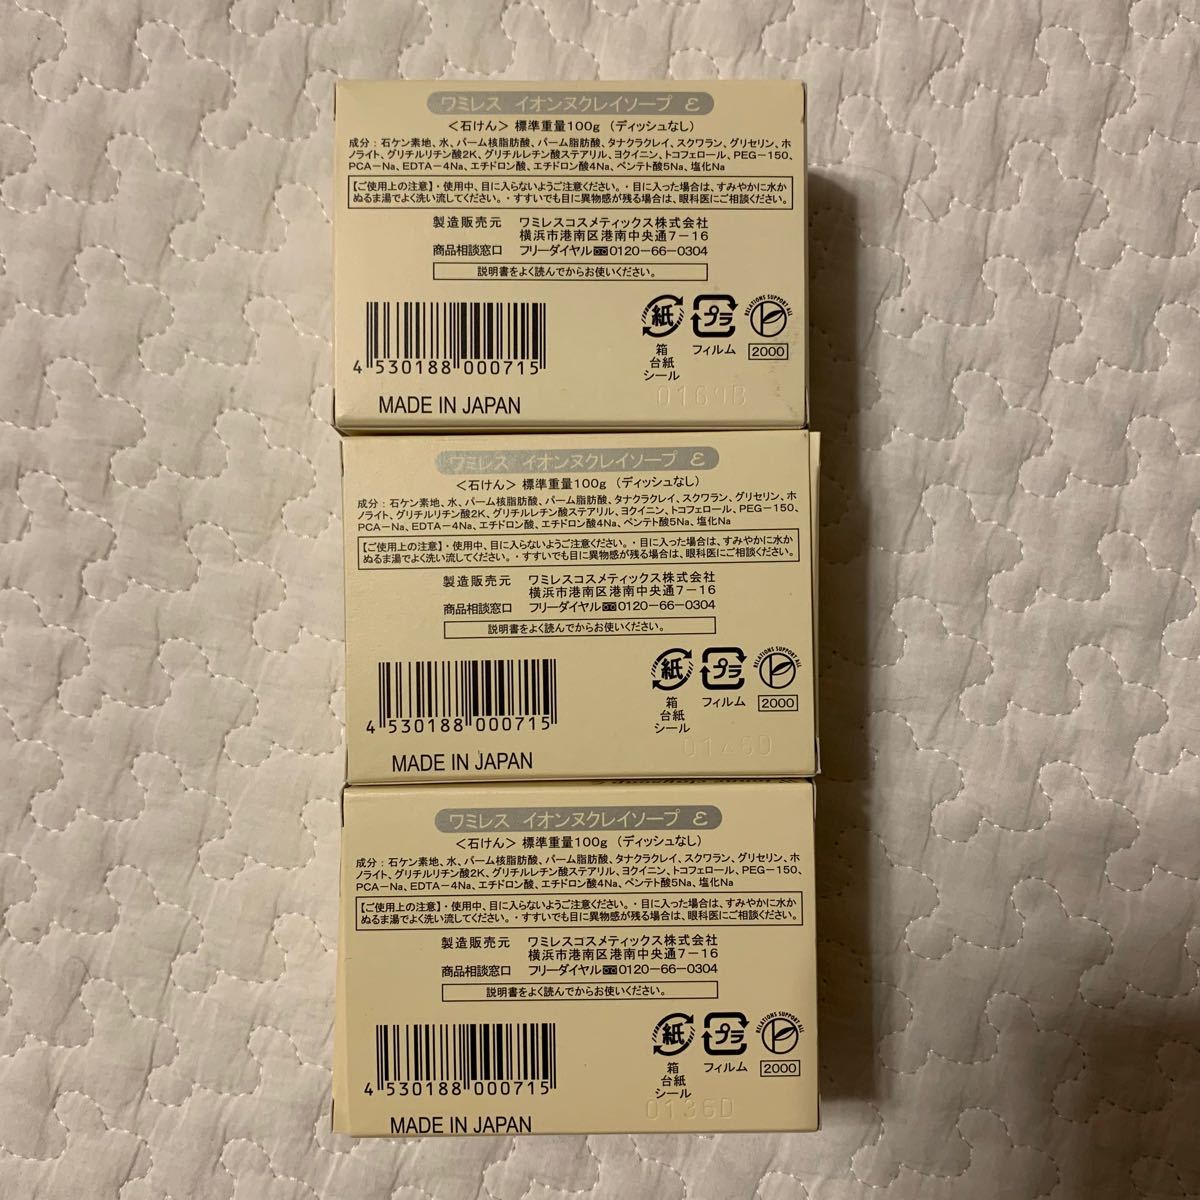 ワミレス イオンヌクレイソープ ε
＜石けん＞標準重量100g （ディッシュなし）
成分：石ケン素地、水、パーム核脂肪酸、パーム脂肪酸、タナクラクレイ、スクワラン、グリセリン、ホ
ノライト、グリチルリチン酸2K、グリチルレチン酸ステアリル、ヨクイニン、トコフェロール、PEG－150、
PCA－Na、EDTA－4Na、エチドロン酸、エチドロン酸4Na、ペンテト酸5Na、塩化Na
【ご使用上の注意】・使用中、目に入らないようご注意ください。・目に入った場合は、すみやかに水か
ぬるま湯でよく洗い流してください。・すすいでも目に異物感が残る場合は、眼科医にご相談ください。
製造販売元 ワミレスコスメティックス株式会社
横浜市港南区港南中央通7－16
商品相談窓口 フリーダイヤル 0120－66－0304
説明書をよく読んでからお使いください。
紙 プラ RELATIONS SUPPORT ALL
箱 フィルム 2000
台紙
シール
4 530188 000715
MADE IN JAPAN
ワミレス イオンヌクレイソープ ε
＜石けん＞標準重量100g （ディッシュなし）
成分：石ケン素地、水、パーム核脂肪酸、パーム脂肪酸、タナクラクレイ、スクワラン、グリセリン、ホ
ノライト、グリチルリチン酸2K、グリチルレチン酸ステアリル、ヨクイニン、トコフェロール、PEG－150、
PCA－Na、EDTA－4Na、エチドロン酸、エチドロン酸4Na、ペンテト酸5Na、塩化Na
【ご使用上の注意】・使用中、目に入らないようご注意ください。・目に入った場合は、すみやかに水か
ぬるま湯でよく洗い流してください。・すすいでも目に異物感が残る場合は、眼科医にご相談ください。
製造販売元 ワミレスコスメティックス株式会社
横浜市港南区港南中央通7－16
商品相談窓口 フリーダイヤル 0120－66－0304
説明書をよく読んでからお使いください。
紙 プラ RELATIONS SUPPORT ALL
箱 フィルム 2000
台紙
シール
4 530188 000715
MADE IN JAPAN
ワミレス イオンヌクレイソープ ε
＜石けん＞標準重量100g （ディッシュなし）
成分：石ケン素地、水、パーム核脂肪酸、パーム脂肪酸、タナクラクレイ、スクワラン、グリセリン、ホ
ノライト、グリチルリチン酸2K、グリチルレチン酸ステアリル、ヨクイニン、トコフェロール、PEG－150、
PCA－Na、EDTA－4Na、エチドロン酸、エチドロン酸4Na、ペンテト酸5Na、塩化Na
【ご使用上の注意】・使用中、目に入らないようご注意ください。・目に入った場合は、すみやかに水か
ぬるま湯でよく洗い流してください。・すすいでも目に異物感が残る場合は、眼科医にご相談ください。
製造販売元 ワミレスコスメティックス株式会社
横浜市港南区港南中央通7－16
商品相談窓口 フリーダイヤル 0120－66－0304
説明書をよく読んでからお使いください。
紙 プラ RELATIONS SUPPORT ALL
箱 フィルム 2000
台紙
シール
4 530188 000715
0136D
MADE IN JAPAN